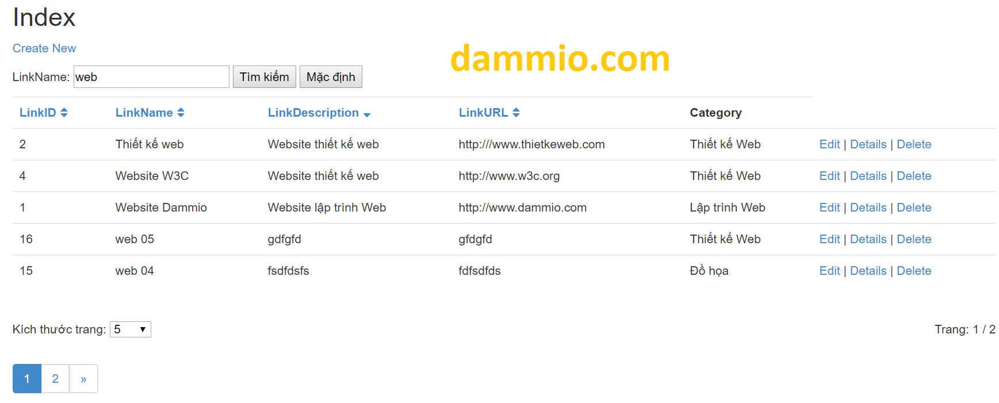 Index
Create New
dammio.com
LinkName: web Tìm kiếm Mặc định
LinkID LinkName LinkDescription LinkURL Category
2 Thiết kế web Website thiết kế web http:///www.thietkeweb.com Thiết kế Web Edit | Details | Delete
4 Website W3C Website thiết kế web http://www.w3c.org Thiết kế Web Edit | Details | Delete
1 Website Dammio Website lập trình Web http://www.dammio.com Lập trình Web Edit | Details | Delete
16 web 05 gdfgfd gfdgfd Thiết kế Web Edit | Details | Delete
15 web 04 fsdfdsfs fdfsdfds Đồ họa Edit | Details | Delete
Kích thước trang: 5 Trang: 1 / 2
1 2 »